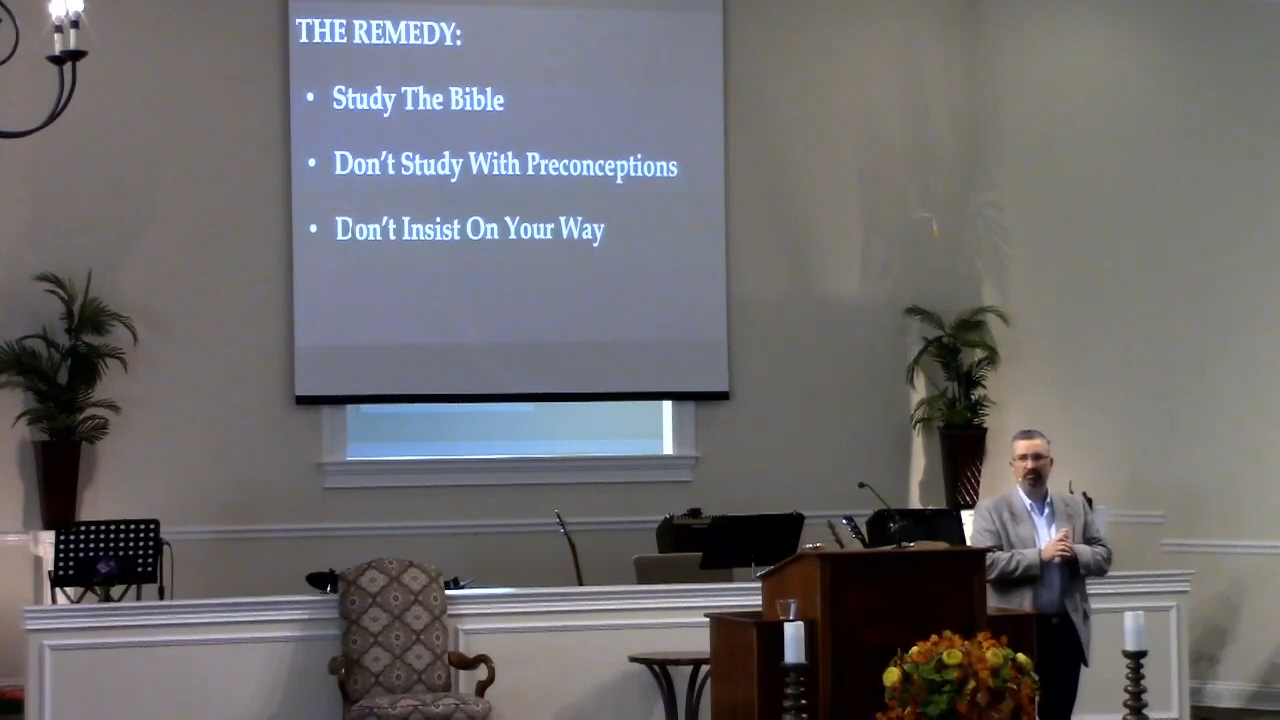 THE REMEDY:
• Study The Bible
• Don't Study With Preconceptions
• Don't Insist On Your Way